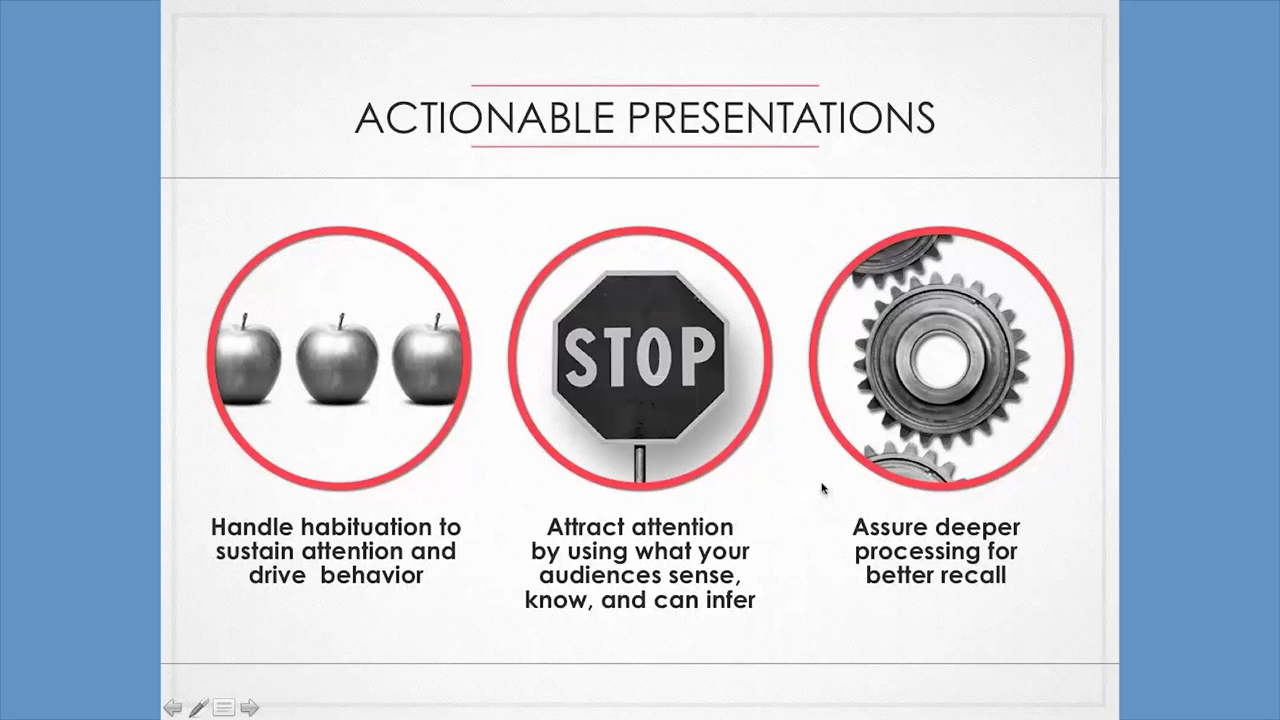 ACTIONABLE PRESENTATIONS
STOP
Handle habituation to
sustain attention and
drive  behavior
Attract attention
by using what your
audiences sense,
know, and can infer
Assure deeper
processing for
better recall